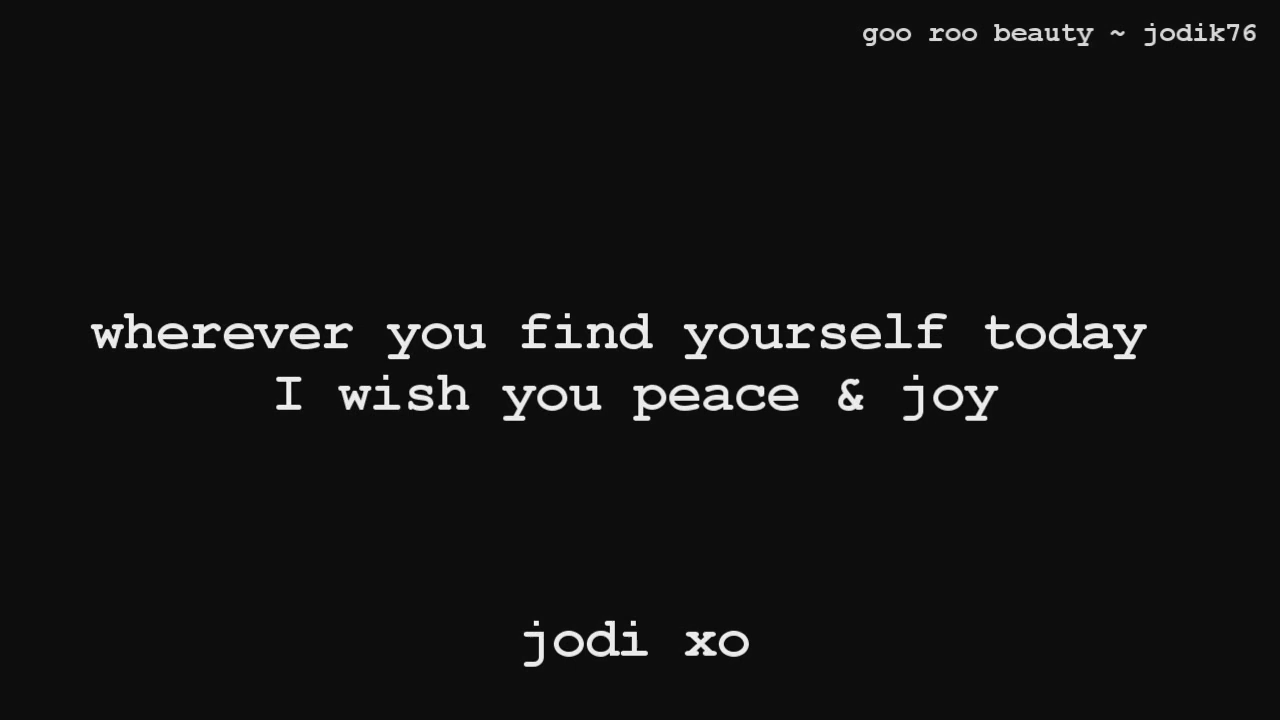 goo roo beauty ~ jodik76
wherever you find yourself today
I wish you peace & joy
jodi xo